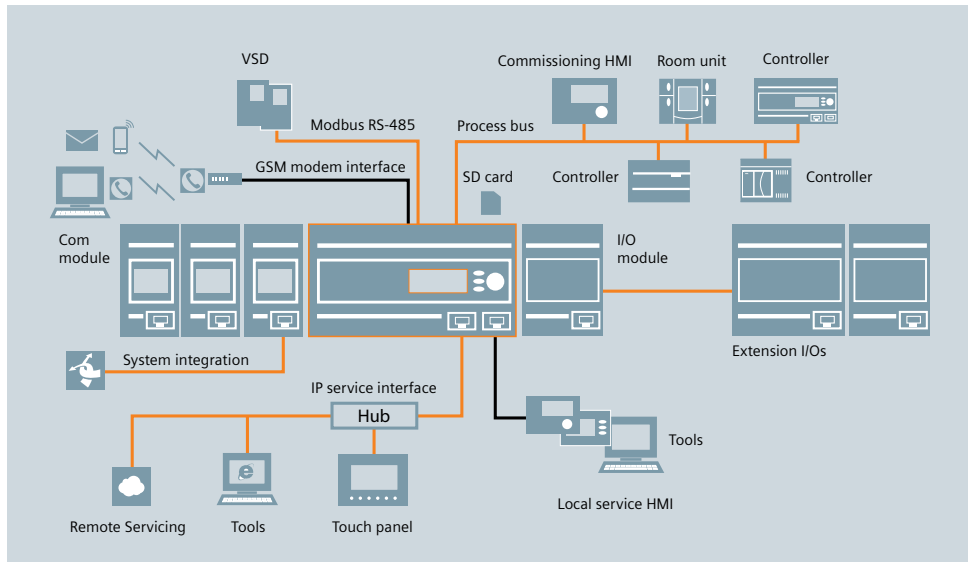 VSD
Commissioning HMI
Room unit
Controller
Modbus RS-485
Process bus
GSM modem interface
SD card
Controller
Controller
Com
module
I/O
module
System integration
Extension I/Os
IP service interface
Hub
Tools
Local service HMI
Remote Servicing
Tools
Touch panel